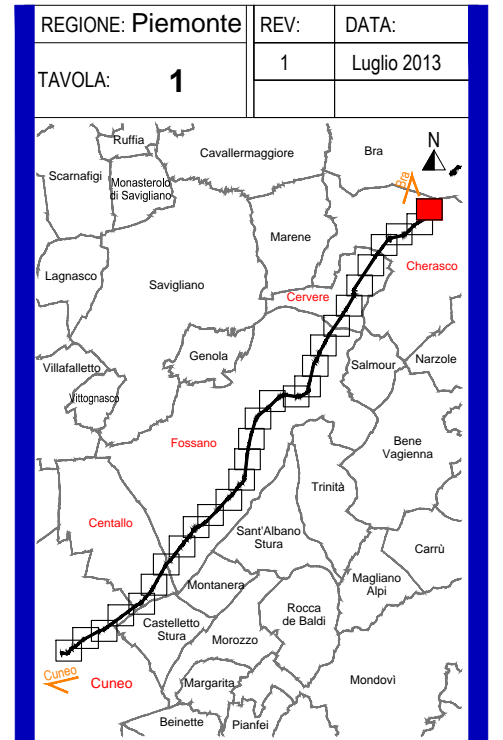 REGIONE: Piemonte
REV:
DATA:
TAVOLA: 1
1
Luglio 2013
Ruffia
Cavallermaggiore
Bra
N
Scarnafigi
Monasterolo
di Savigliano
Bra
Marene
Cherasco
Lagnasco
Savigliano
Cervere
Genola
Salmour
Narzole
Villafalletto
Vittognasco
Fossano
Bene
Vagienna
Trinità
Centallo
Sant'Albano
Stura
Carrù
Magliano
Alpi
Montanera
Rocca
de Baldi
Castelletto
Stura
Morozzo
Cuneo
Cuneo
Margarita
Mondovì
Beinette
Pianfei